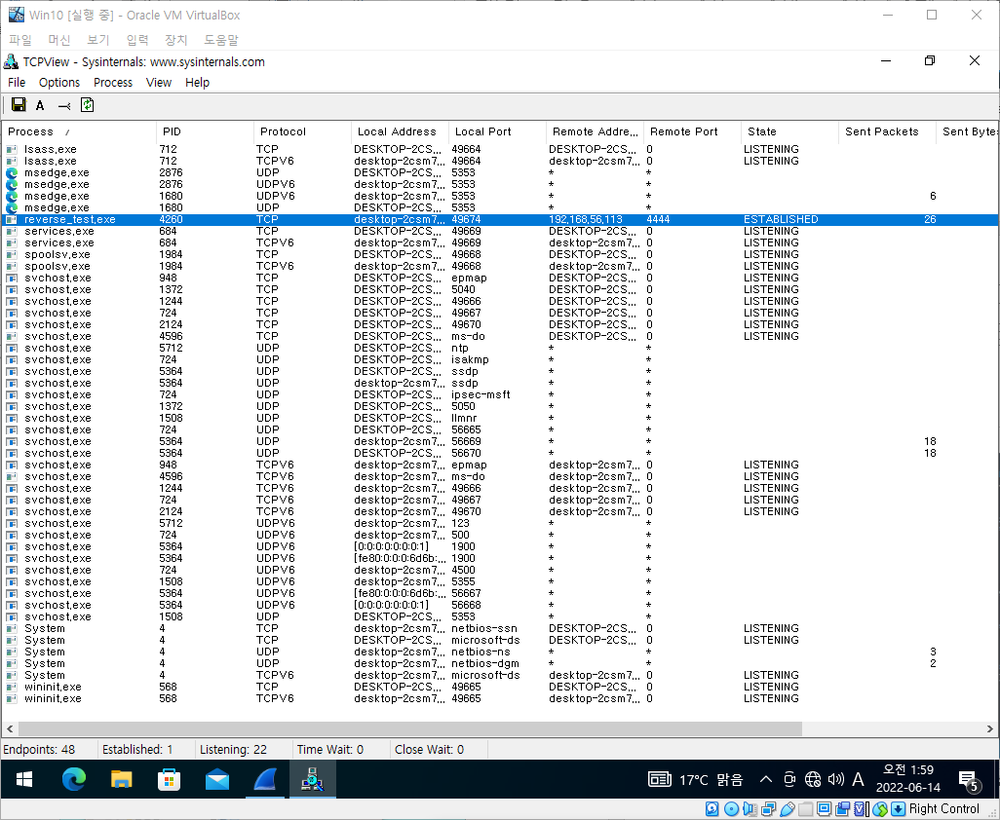 Win10 [실행 중] - Oracle VM VirtualBox
파일 머신 보기 입력 장치 도움말
TCPView - Sysinternals: www.sysinternals.com
File Options Process View Help
A
Process / PID Protocol Local Address Local Port Remote Addre... Remote Port State Sent Packets Sent Bytes
lsass.exe 712 TCP DESKTOP-2CS... 49664 DESKTOP-2CS... 0 LISTENING
lsass.exe 712 TCPV6 desktop-2csm7... 49664 desktop-2csm7... 0 LISTENING
msedge.exe 2876 UDP DESKTOP-2CS... 5353 * *
msedge.exe 2876 UDPV6 desktop-2csm7... 5353 * *
msedge.exe 1680 UDPV6 desktop-2csm7... 5353 * * 6
msedge.exe 1680 UDP DESKTOP-2CS... 5353 * *
reverse_test.exe 4260 TCP desktop-2csm7... 49674 192.168.56.113 4444 ESTABLISHED 26
services.exe 684 TCP DESKTOP-2CS... 49669 DESKTOP-2CS... 0 LISTENING
services.exe 684 TCPV6 desktop-2csm7... 49669 desktop-2csm7... 0 LISTENING
spoolsv.exe 1984 TCP DESKTOP-2CS... 49668 DESKTOP-2CS... 0 LISTENING
spoolsv.exe 1984 TCPV6 desktop-2csm7... 49668 desktop-2csm7... 0 LISTENING
svchost.exe 948 TCP DESKTOP-2CS... epmap DESKTOP-2CS... 0 LISTENING
svchost.exe 1372 TCP DESKTOP-2CS... 5040 DESKTOP-2CS... 0 LISTENING
svchost.exe 1244 TCP DESKTOP-2CS... 49666 DESKTOP-2CS... 0 LISTENING
svchost.exe 724 TCP DESKTOP-2CS... 49667 DESKTOP-2CS... 0 LISTENING
svchost.exe 2124 TCP DESKTOP-2CS... 49670 DESKTOP-2CS... 0 LISTENING
svchost.exe 4596 TCP DESKTOP-2CS... ms-do DESKTOP-2CS... 0 LISTENING
svchost.exe 5712 UDP DESKTOP-2CS... ntp * *
svchost.exe 724 UDP DESKTOP-2CS... isakmp * *
svchost.exe 5364 UDP DESKTOP-2CS... ssdp * *
svchost.exe 5364 UDP desktop-2csm7... ssdp * *
svchost.exe 724 UDP DESKTOP-2CS... ipsec-msft * *
svchost.exe 1372 UDP DESKTOP-2CS... 5050 * *
svchost.exe 1508 UDP DESKTOP-2CS... llmnr * *
svchost.exe 724 UDP DESKTOP-2CS... 56665 * *
svchost.exe 5364 UDP desktop-2csm7... 56669 * * 18
svchost.exe 5364 UDP DESKTOP-2CS... 56670 * * 18
svchost.exe 948 TCPV6 desktop-2csm7... epmap desktop-2csm7... 0 LISTENING
svchost.exe 4596 TCPV6 desktop-2csm7... ms-do desktop-2csm7... 0 LISTENING
svchost.exe 1244 TCPV6 desktop-2csm7... 49666 desktop-2csm7... 0 LISTENING
svchost.exe 724 TCPV6 desktop-2csm7... 49667 desktop-2csm7... 0 LISTENING
svchost.exe 2124 TCPV6 desktop-2csm7... 49670 desktop-2csm7... 0 LISTENING
svchost.exe 5712 UDPV6 desktop-2csm7... 123 * *
svchost.exe 724 UDPV6 desktop-2csm7... 500 * *
svchost.exe 5364 UDPV6 [0:0:0:0:0:0:0:1] 1900 * *
svchost.exe 5364 UDPV6 [fe80:0:0:0:6d6b:... 1900 * *
svchost.exe 724 UDPV6 desktop-2csm7... 4500 * *
svchost.exe 1508 UDPV6 desktop-2csm7... 5355 * *
svchost.exe 5364 UDPV6 [fe80:0:0:0:6d6b:... 56667 * *
svchost.exe 5364 UDPV6 [0:0:0:0:0:0:0:1] 56668 * *
svchost.exe 1508 UDP DESKTOP-2CS... 5353 * *
System 4 TCP desktop-2csm7... netbios-ssn DESKTOP-2CS... 0 LISTENING
System 4 TCP DESKTOP-2CS... microsoft-ds DESKTOP-2CS... 0 LISTENING
System 4 UDP desktop-2csm7... netbios-ns * * 3
System 4 UDP desktop-2csm7... netbios-dgm * * 2
System 4 TCPV6 desktop-2csm7... microsoft-ds desktop-2csm7... 0 LISTENING
wininit.exe 568 TCP DESKTOP-2CS... 49665 DESKTOP-2CS... 0 LISTENING
wininit.exe 568 TCPV6 desktop-2csm7... 49665 desktop-2csm7... 0 LISTENING
Endpoints: 48 Established: 1 Listening: 22 Time Wait: 0 Close Wait: 0
17°C 맑음 A 오전 1:59
2022-06-14 5
Right Control